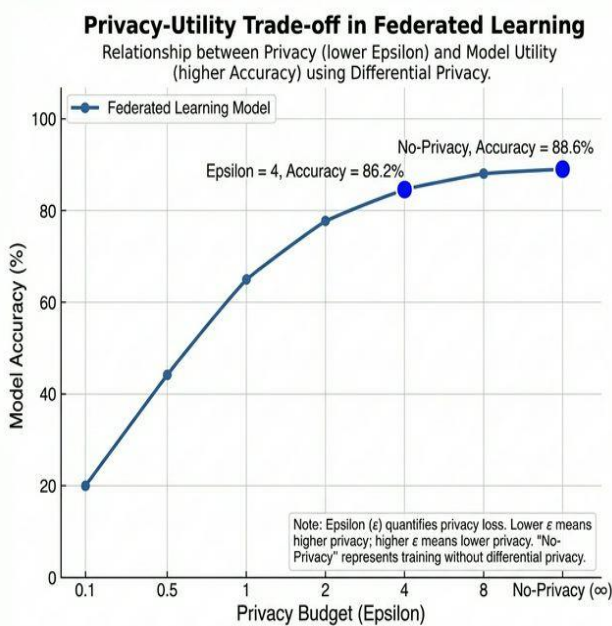 Privacy-Utility Trade-off in Federated Learning
Relationship between Privacy (lower Epsilon) and Model Utility
(higher Accuracy) using Differential Privacy.
Federated Learning Model
No-Privacy, Accuracy = 88.6%
Epsilon = 4, Accuracy = 86.2%
Model Accuracy (%)
100
80
60
40
20
0
Note: Epsilon (ε) quantifies privacy loss. Lower ε means
higher privacy; higher ε means lower privacy. "No-
Privacy" represents training without differential privacy.
0.1 0.5 1 2 4 8 No-Privacy (∞)
Privacy Budget (Epsilon)